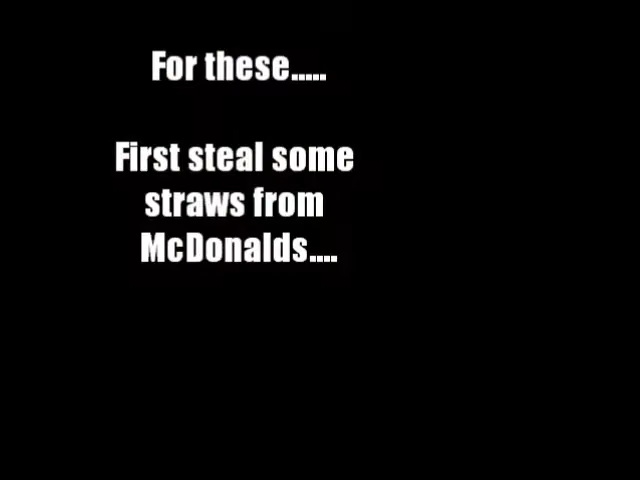 For these.....
First steal some
straws from
McDonalds....